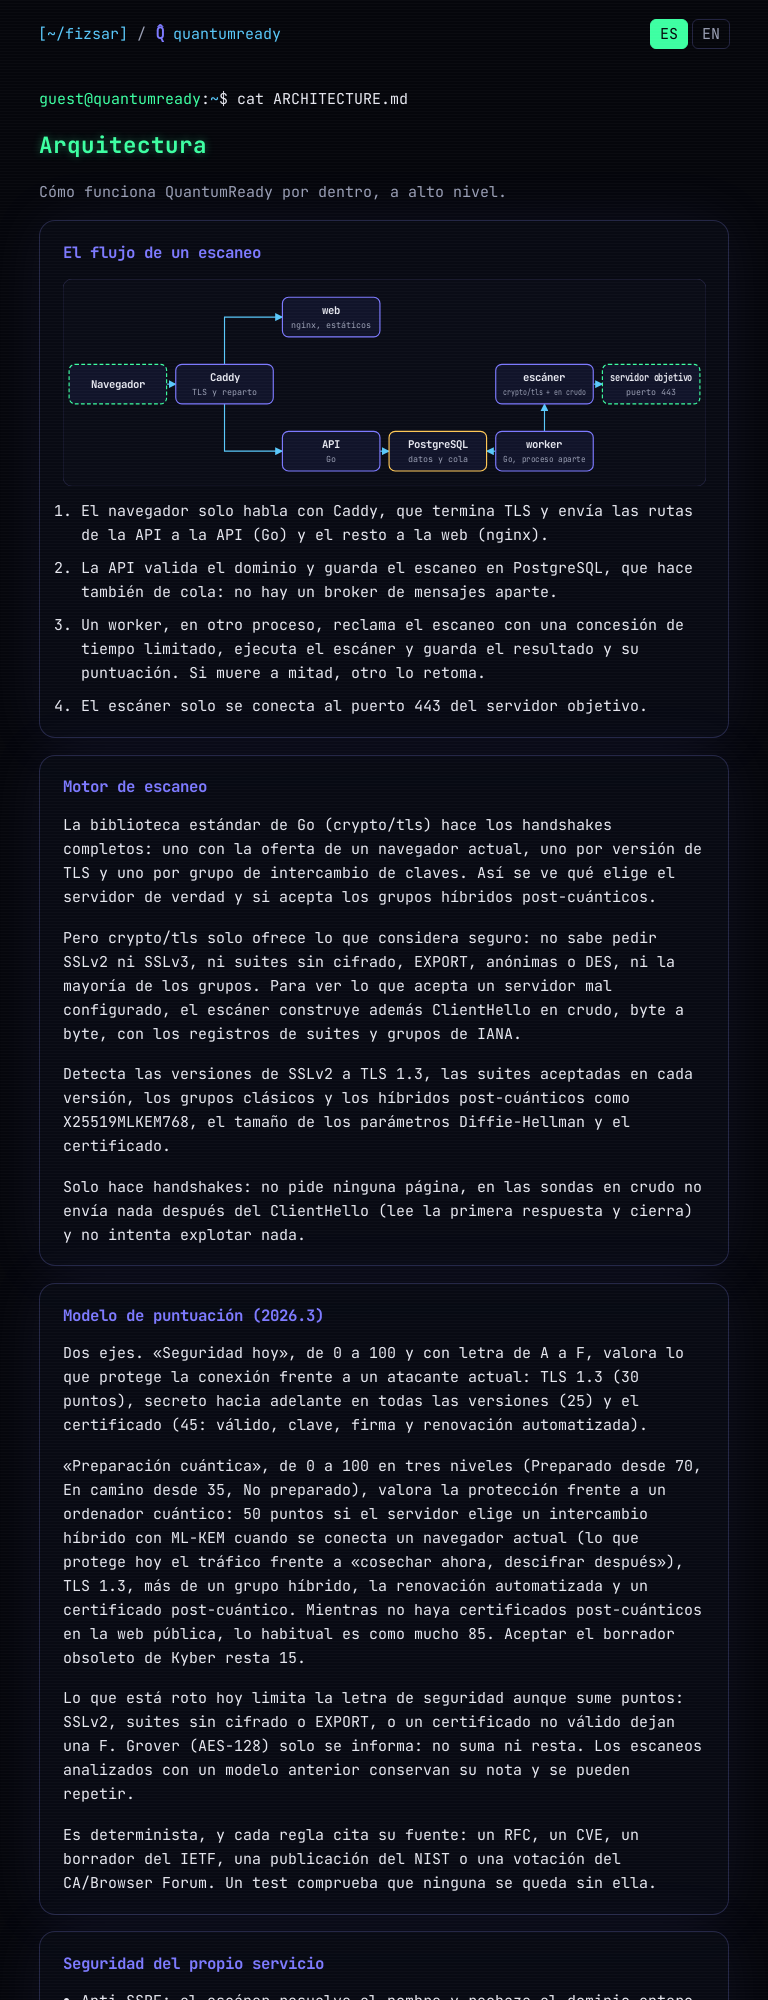 [~/fizsar] / Q quantumready
ES EN
guest@quantumready:~$ cat ARCHITECTURE.md
Arquitectura
Cómo funciona QuantumReady por dentro, a alto nivel.
El flujo de un escaneo
web
nginx, estáticos
Navegador
Caddy
TLS y reparto
escáner
crypto/tls + en crudo
servidor objetivo
puerto 443
API
Go
PostgreSQL
datos y cola
worker
Go, proceso aparte
1. El navegador solo habla con Caddy, que termina TLS y envía las rutas
de la API a la API (Go) y el resto a la web (nginx).
2. La API valida el dominio y guarda el escaneo en PostgreSQL, que hace
también de cola: no hay un broker de mensajes aparte.
3. Un worker, en otro proceso, reclama el escaneo con una concesión de
tiempo limitado, ejecuta el escáner y guarda el resultado y su
puntuación. Si muere a mitad, otro lo retoma.
4. El escáner solo se conecta al puerto 443 del servidor objetivo.
Motor de escaneo
La biblioteca estándar de Go (crypto/tls) hace los handshakes
completos: uno con la oferta de un navegador actual, uno por versión de
TLS y uno por grupo de intercambio de claves. Así se ve qué elige el
servidor de verdad y si acepta los grupos híbridos post-cuánticos.
Pero crypto/tls solo ofrece lo que considera seguro: no sabe pedir
SSLv2 ni SSLv3, ni suites sin cifrado, EXPORT, anónimas o DES, ni la
mayoría de los grupos. Para ver lo que acepta un servidor mal
configurado, el escáner construye además ClientHello en crudo, byte a
byte, con los registros de suites y grupos de IANA.
Detecta las versiones de SSLv2 a TLS 1.3, las suites aceptadas en cada
versión, los grupos clásicos y los híbridos post-cuánticos como
X25519MLKEM768, el tamaño de los parámetros Diffie-Hellman y el
certificado.
Solo hace handshakes: no pide ninguna página, en las sondas en crudo no
envía nada después del ClientHello (lee la primera respuesta y cierra)
y no intenta explotar nada.
Modelo de puntuación (2026.3)
Dos ejes. «Seguridad hoy», de 0 a 100 y con letra de A a F, valora lo
que protege la conexión frente a un atacante actual: TLS 1.3 (30
puntos), secreto hacia adelante en todas las versiones (25) y el
certificado (45: válido, clave, firma y renovación automatizada).
«Preparación cuántica», de 0 a 100 en tres niveles (Preparado desde 70,
En camino desde 35, No preparado), valora la protección frente a un
ordenador cuántico: 50 puntos si el servidor elige un intercambio
híbrido con ML-KEM cuando se conecta un navegador actual (lo que
protege hoy el tráfico frente a «cosechar ahora, descifrar después»),
TLS 1.3, más de un grupo híbrido, la renovación automatizada y un
certificado post-cuántico. Mientras no haya certificados post-cuánticos
en la web pública, lo habitual es como mucho 85. Aceptar el borrador
obsoleto de Kyber resta 15.
Lo que está roto hoy limita la letra de seguridad aunque sume puntos:
SSLv2, suites sin cifrado o EXPORT, o un certificado no válido dejan
una F. Grover (AES-128) solo se informa: no suma ni resta. Los escaneos
analizados con un modelo anterior conservan su nota y se pueden
repetir.
Es determinista, y cada regla cita su fuente: un RFC, un CVE, un
borrador del IETF, una publicación del NIST o una votación del
CA/Browser Forum. Un test comprueba que ninguna se queda sin ella.
Seguridad del propio servicio
• Anti-SSRF: el escáner resuelve el nombre y rechaza el dominio entero